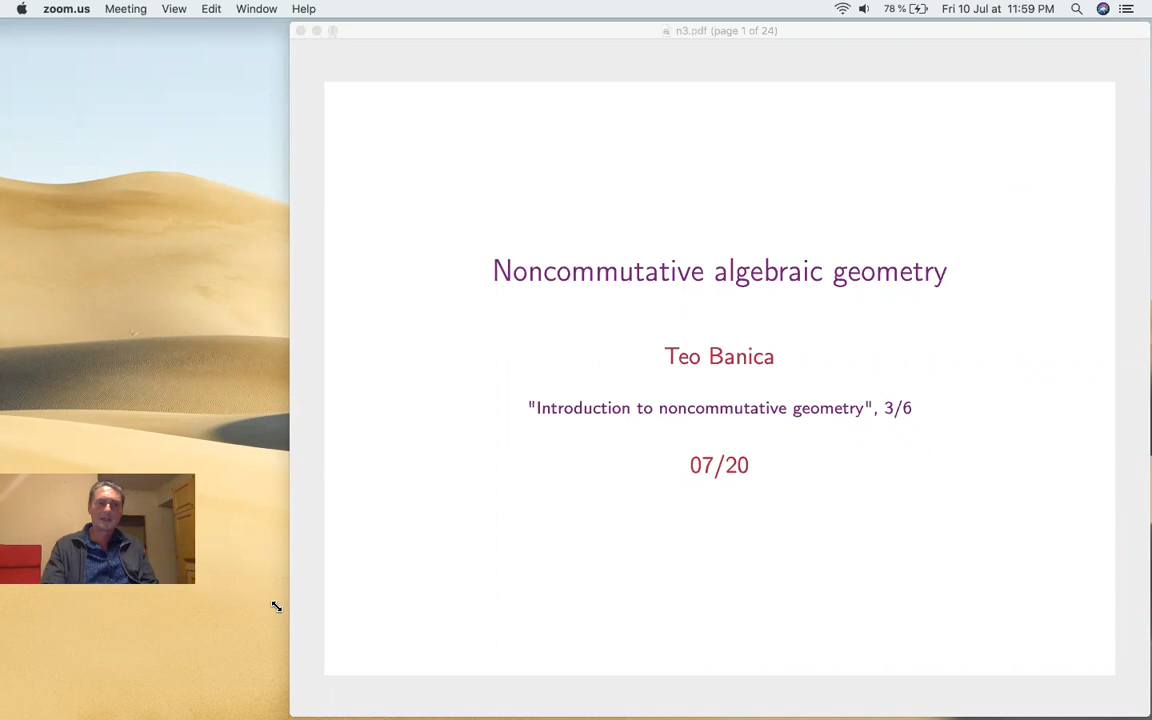 zoom.us Meeting View Edit Window Help 78 % Fri 10 Jul at 11:59 PM
n3.pdf (page 1 of 24)
Noncommutative algebraic geometry
Teo Banica
"Introduction to noncommutative geometry", 3/6
07/20